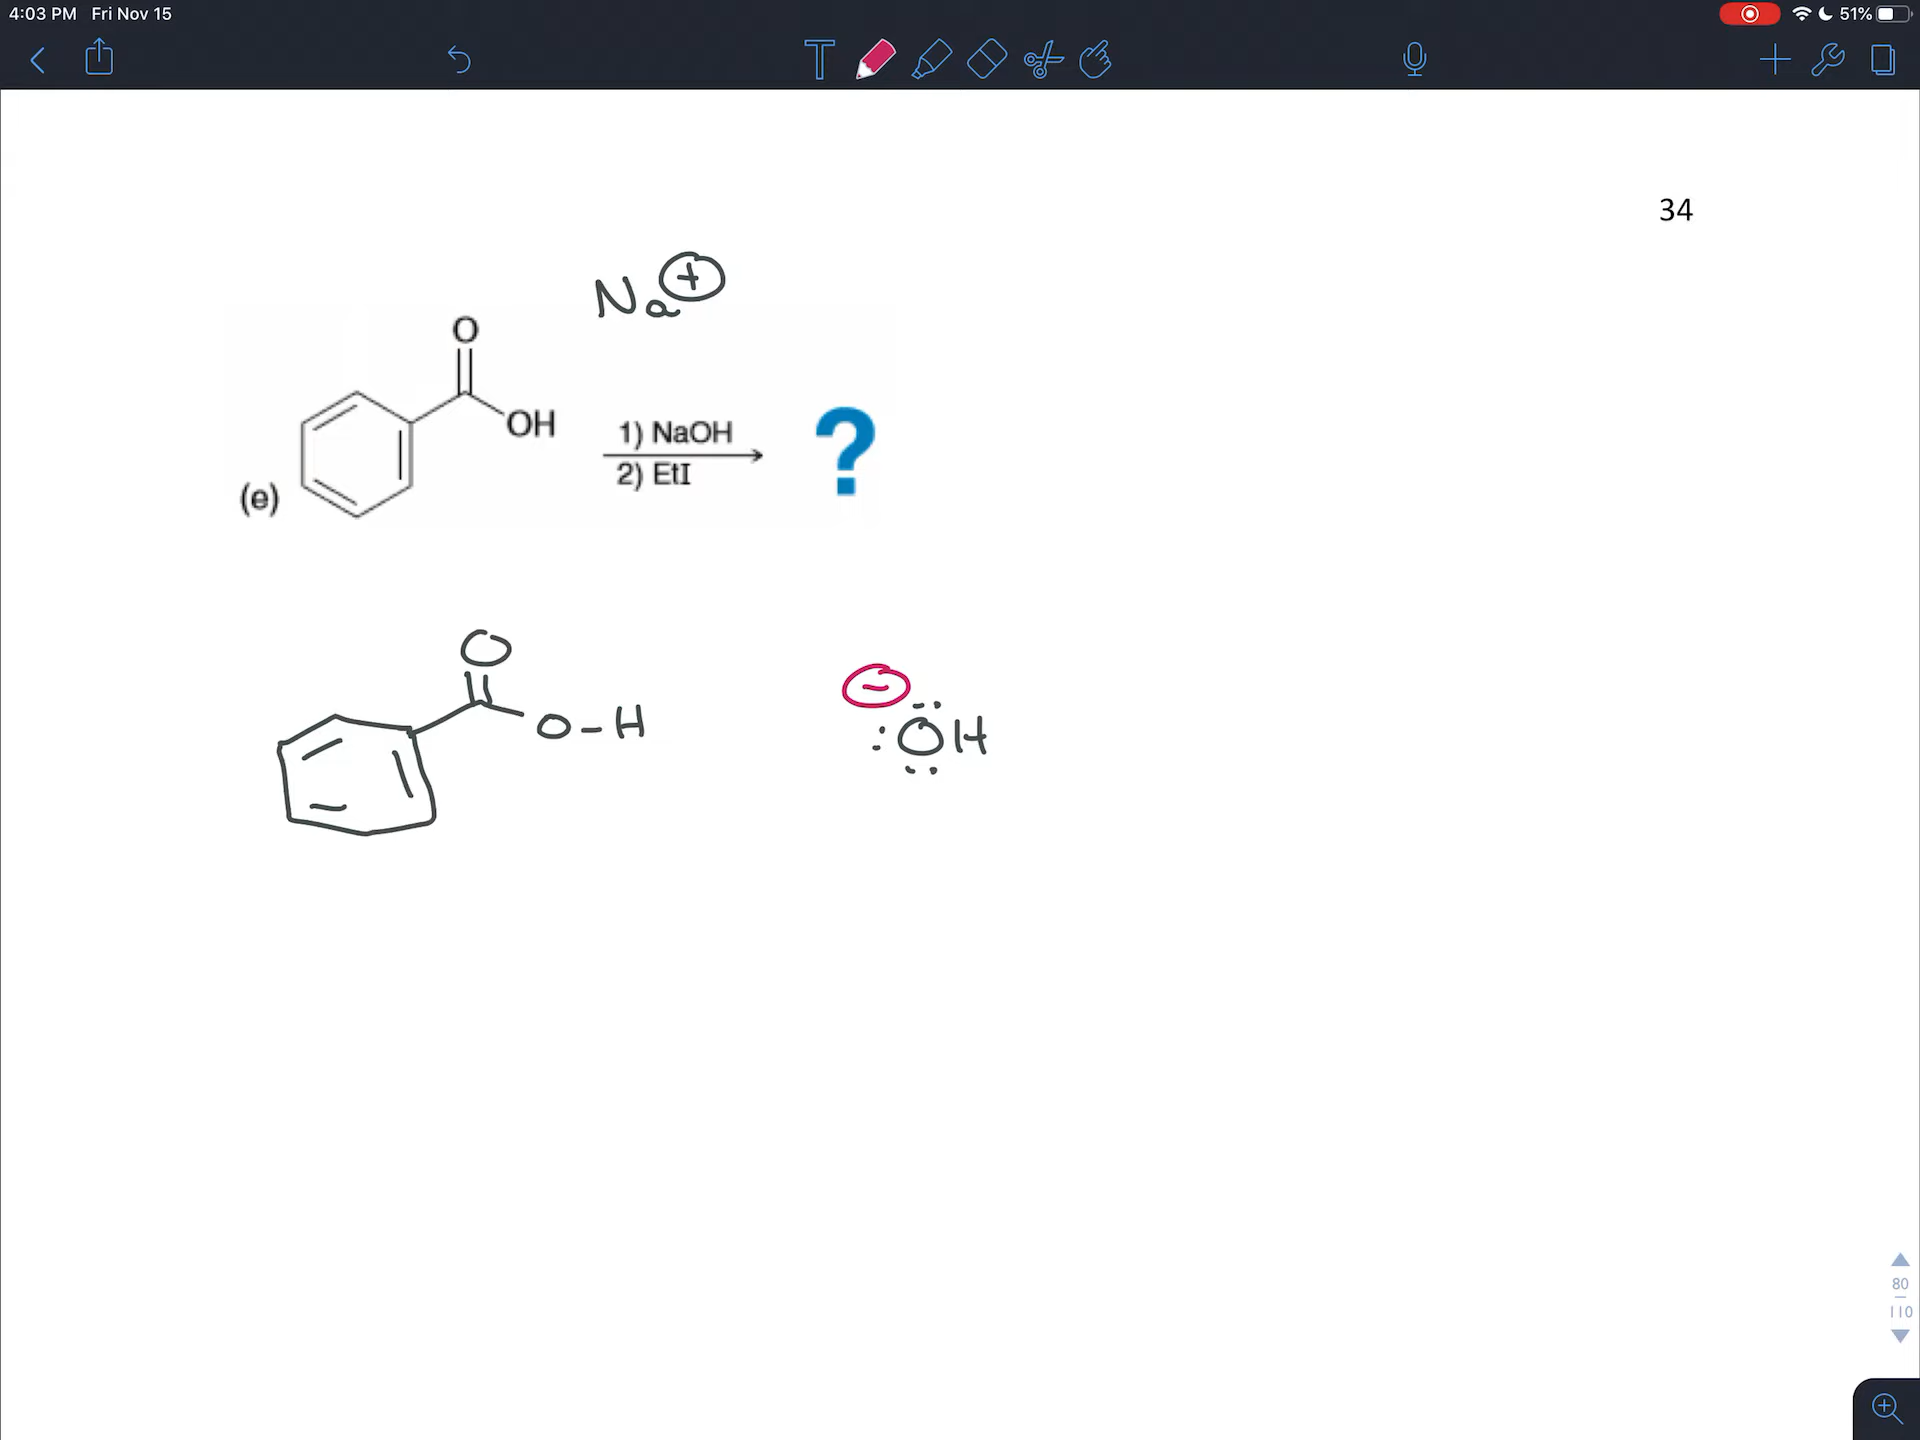 4:03 PM Fri Nov 15
51%
34
Na+
O
OH
1) NaOH
2) EtI
?
(e)
O
O-H
-
:OH
80
110